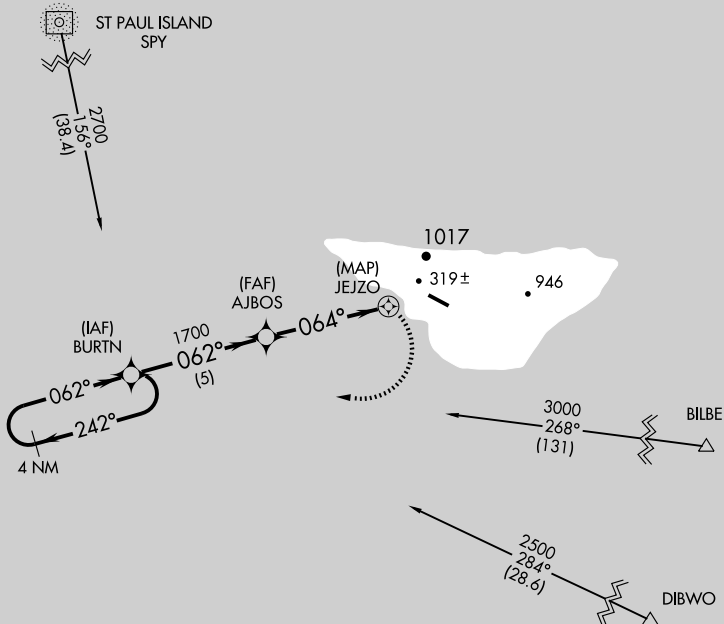 ST PAUL ISLAND
SPY
2700
156°
(38.4)
1017
319±
946
(MAP)
JEJZO
(FAF)
AJBOS
064°
(IAF)
BURTN
1700
062°
(5)
062°
242°
4 NM
3000
268°
(131)
BILBE
2500
284°
(28.6)
DIBWO